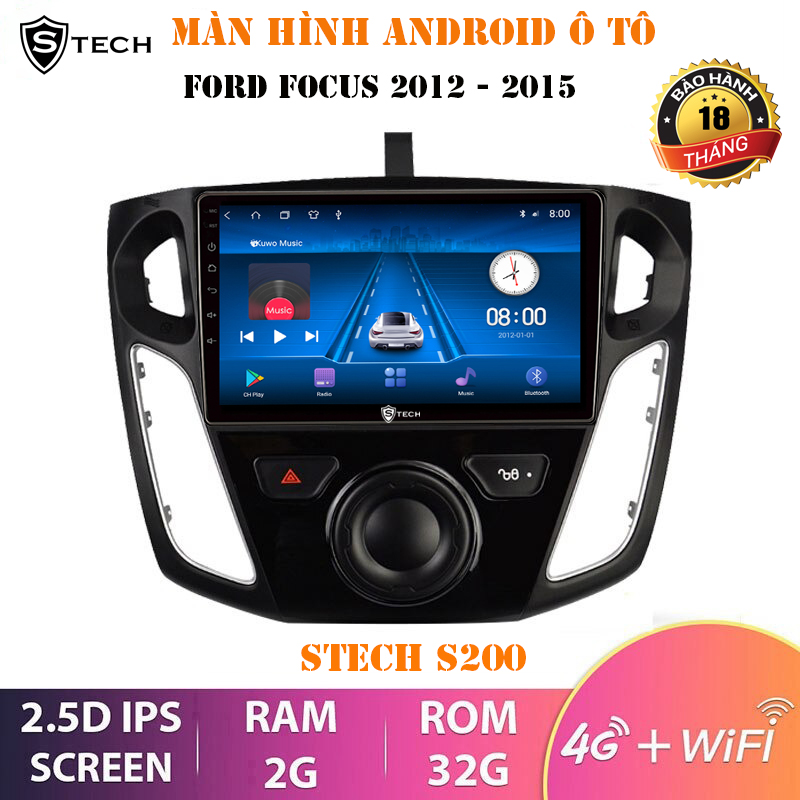 S TECH
MÀN HÌNH ANDROID Ô TÔ
FORD FOCUS 2012 - 2015
BẢO HÀNH
18
THÁNG
8:00
Kuwo Music
Music
08:00
2012-01-01
CH Play
Radio
Music
Bluetooth
S TECH
STECH S200
2.5D IPS
SCREEN
RAM
2G
ROM
32G
4G + WiFi